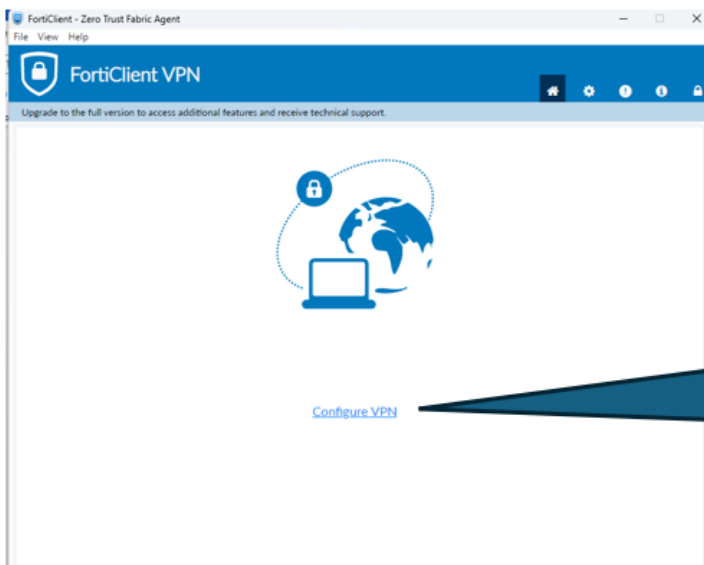 FortiClient - Zero Trust Fabric Agent
File View Help
FortiClient VPN
Upgrade to the full version to access additional features and receive technical support.
Configure VPN